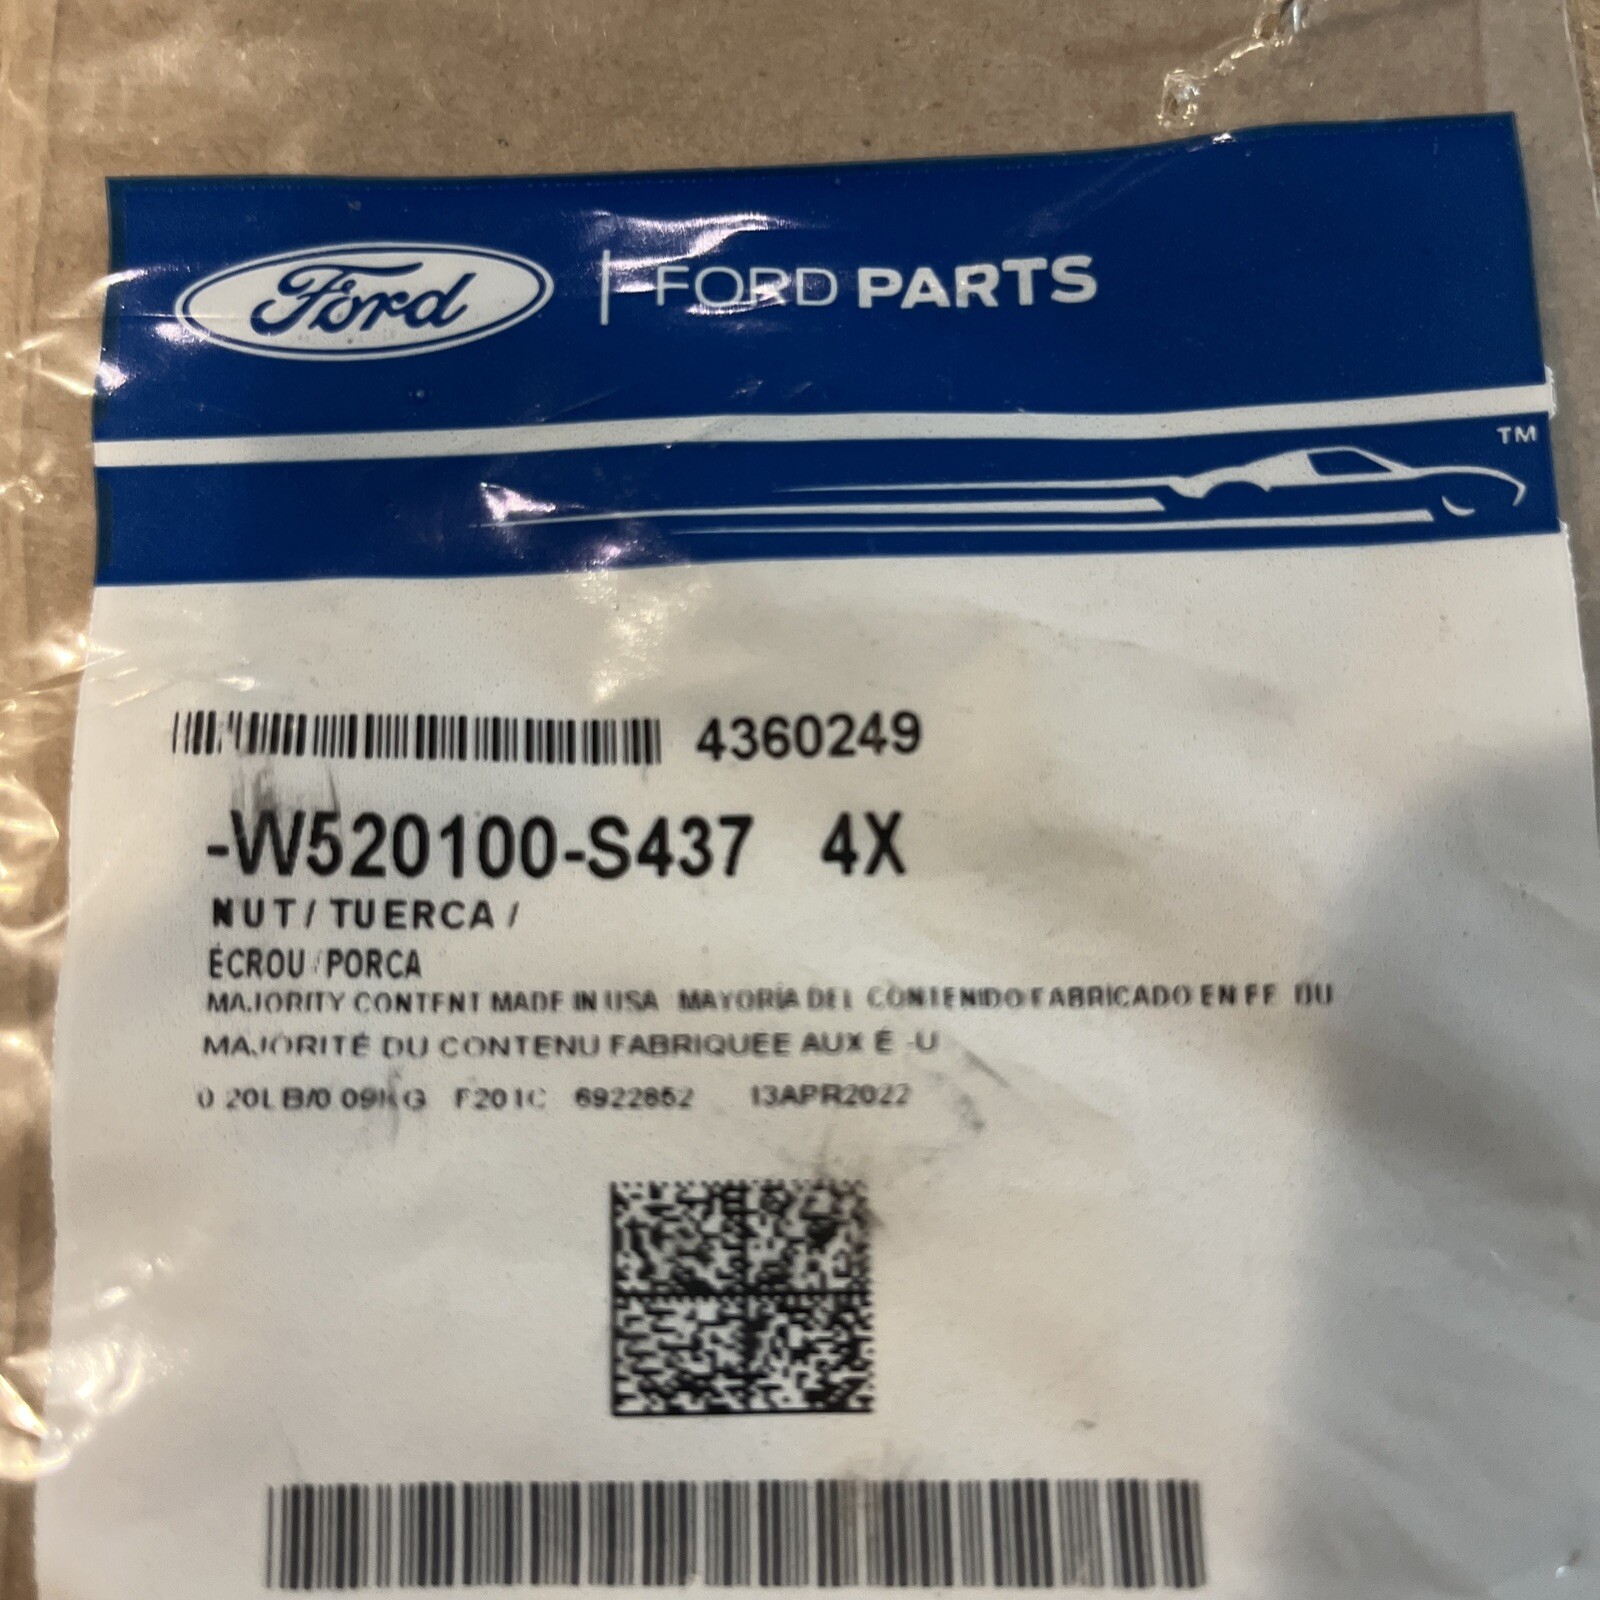 Ford | FORD PARTS
TM
4360249
-W520100-S437 4X
NUT / TUERCA /
ÉCROU / PORCA
MAJORITY CONTENT MADE IN USA MAYORÍA DEL CONTENIDO FABRICADO EN EE UU
MAJORITÉ DU CONTENU FABRIQUÉE AUX É -U
0 20LB/0 09KG F201C 6922852 13APR2022